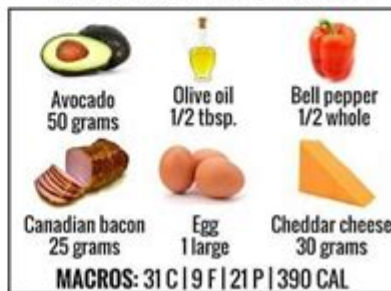 Avocado
50 grams
Olive oil
1/2 tbsp.
Bell pepper
1/2 whole
Canadian bacon
25 grams
Egg
1 large
Cheddar cheese
30 grams
MACROS: 31 C | 9 F | 21 P | 390 CAL